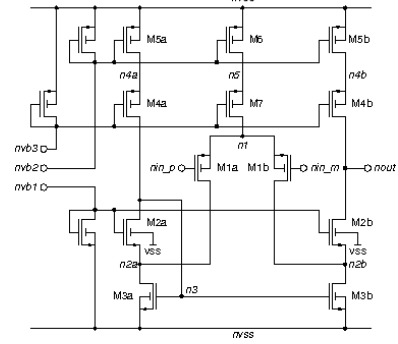 M5a M6 M5b
n4a n5 n4b
M4a M7 M4b
nvb3 n1
nvb2 nin_p M1a M1b nin_m nout
nvb1
M2a M2b
vss vss
n2a n2b
n3
M3a M3b
nvss